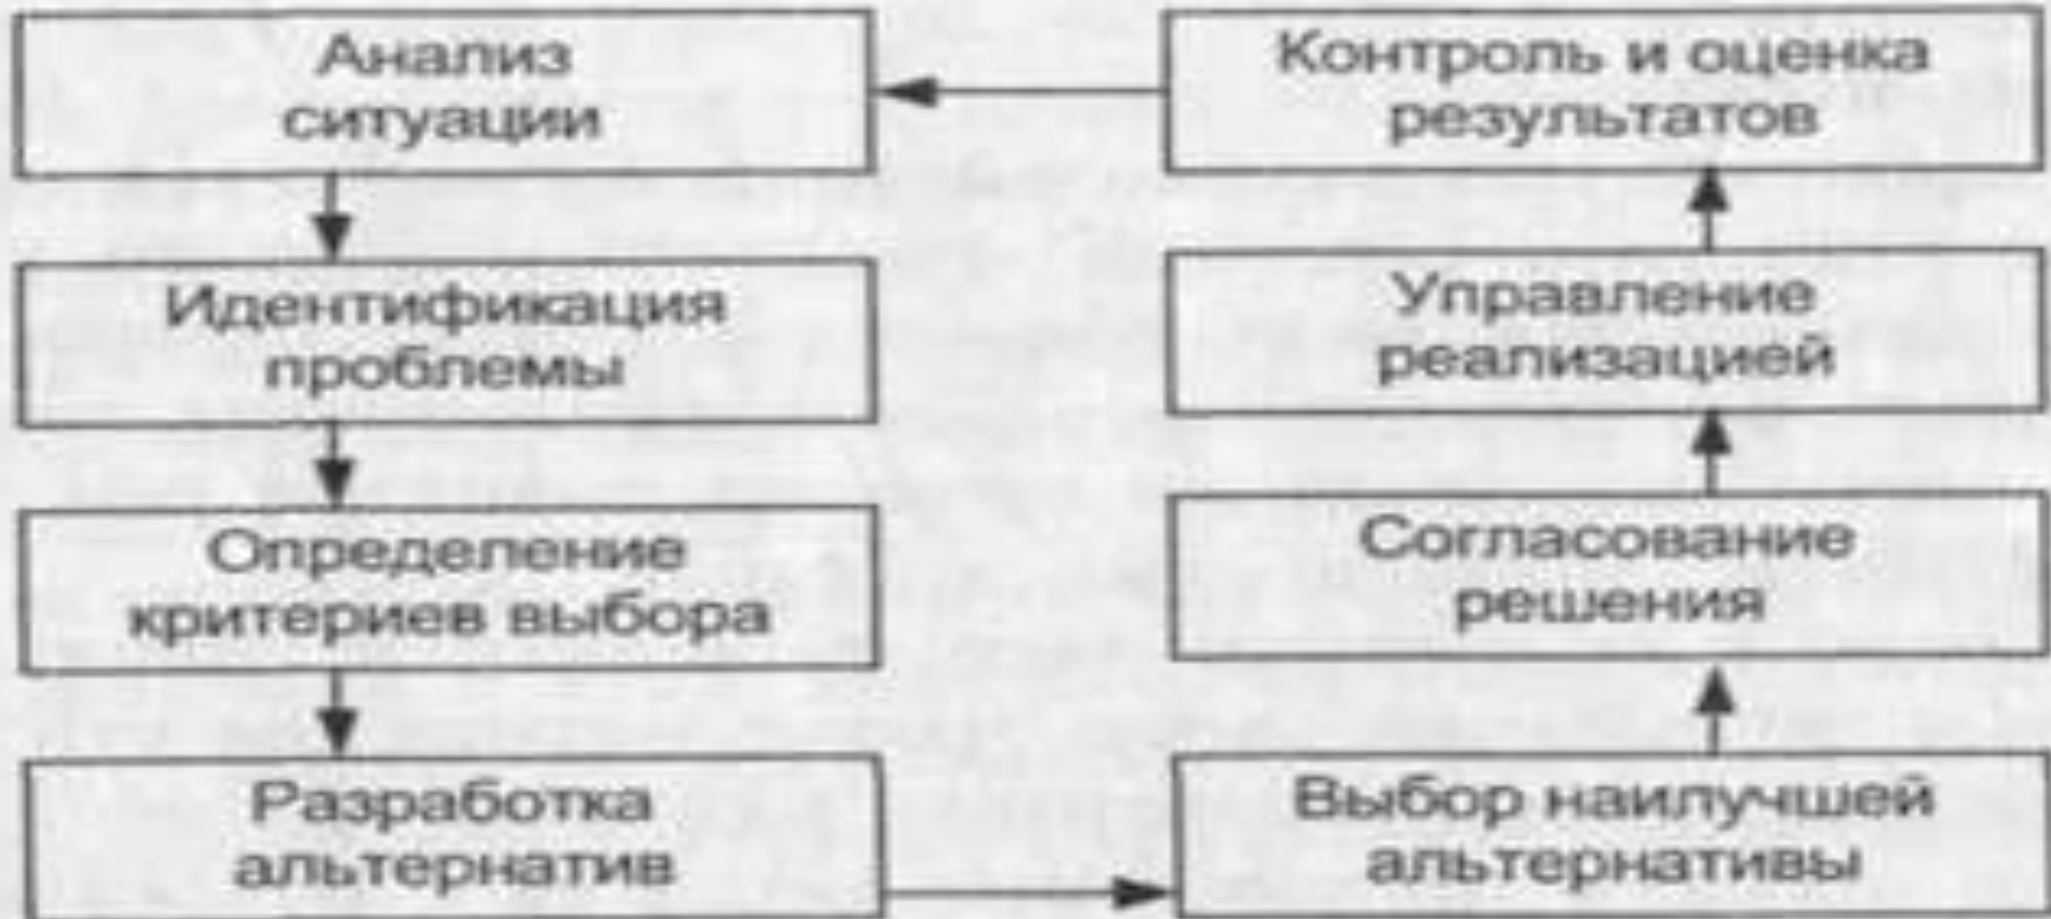 Анализ
ситуации
Идентификация
проблемы
Определение
критериев выбора
Разработка
альтернатив
Выбор наилучшей
альтернативы
Согласование
решения
Управление
реализацией
Контроль и оценка
результатов